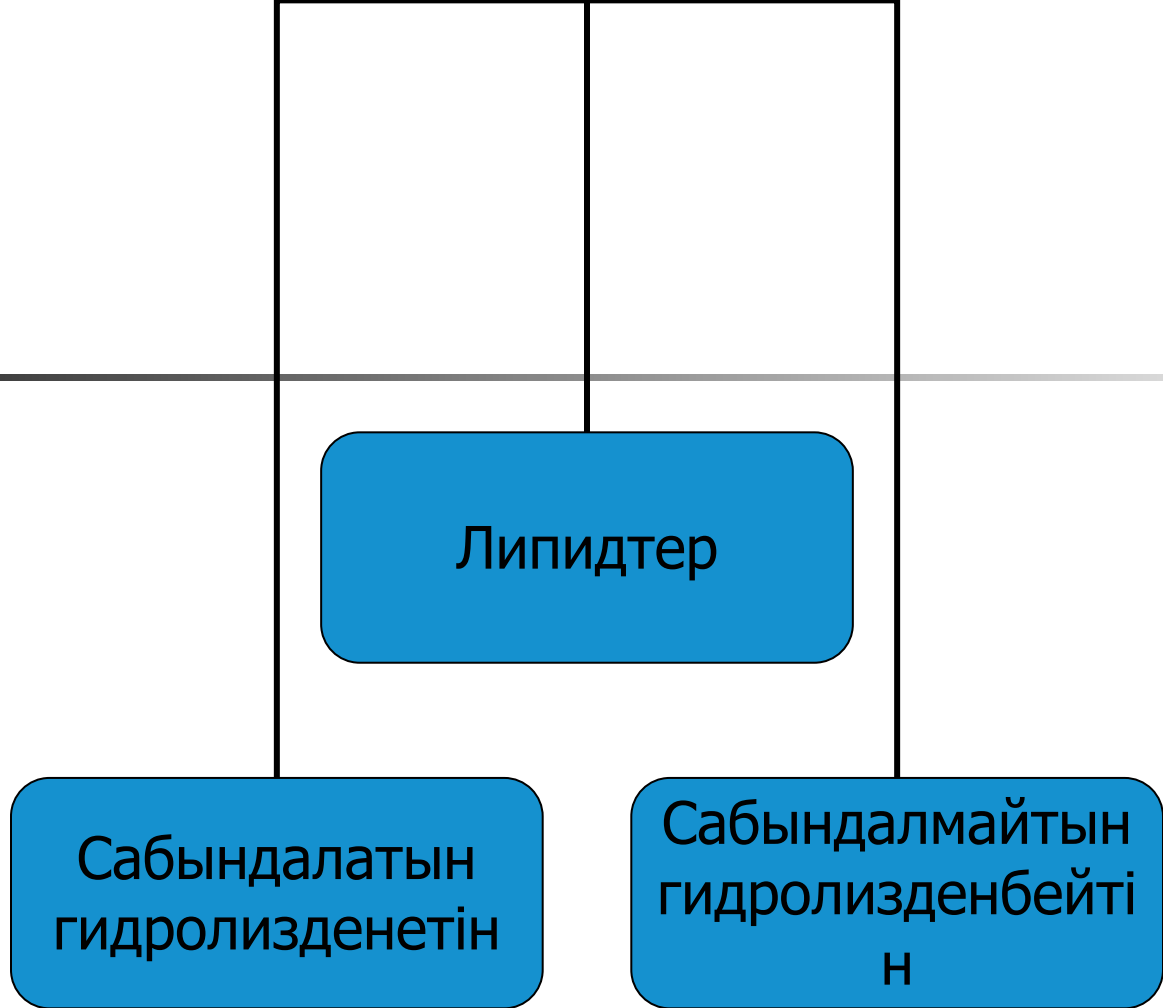 Липидтер
Сабындалатын
гидролизденетін
Сабындалмайтын
гидролизденбейті
н